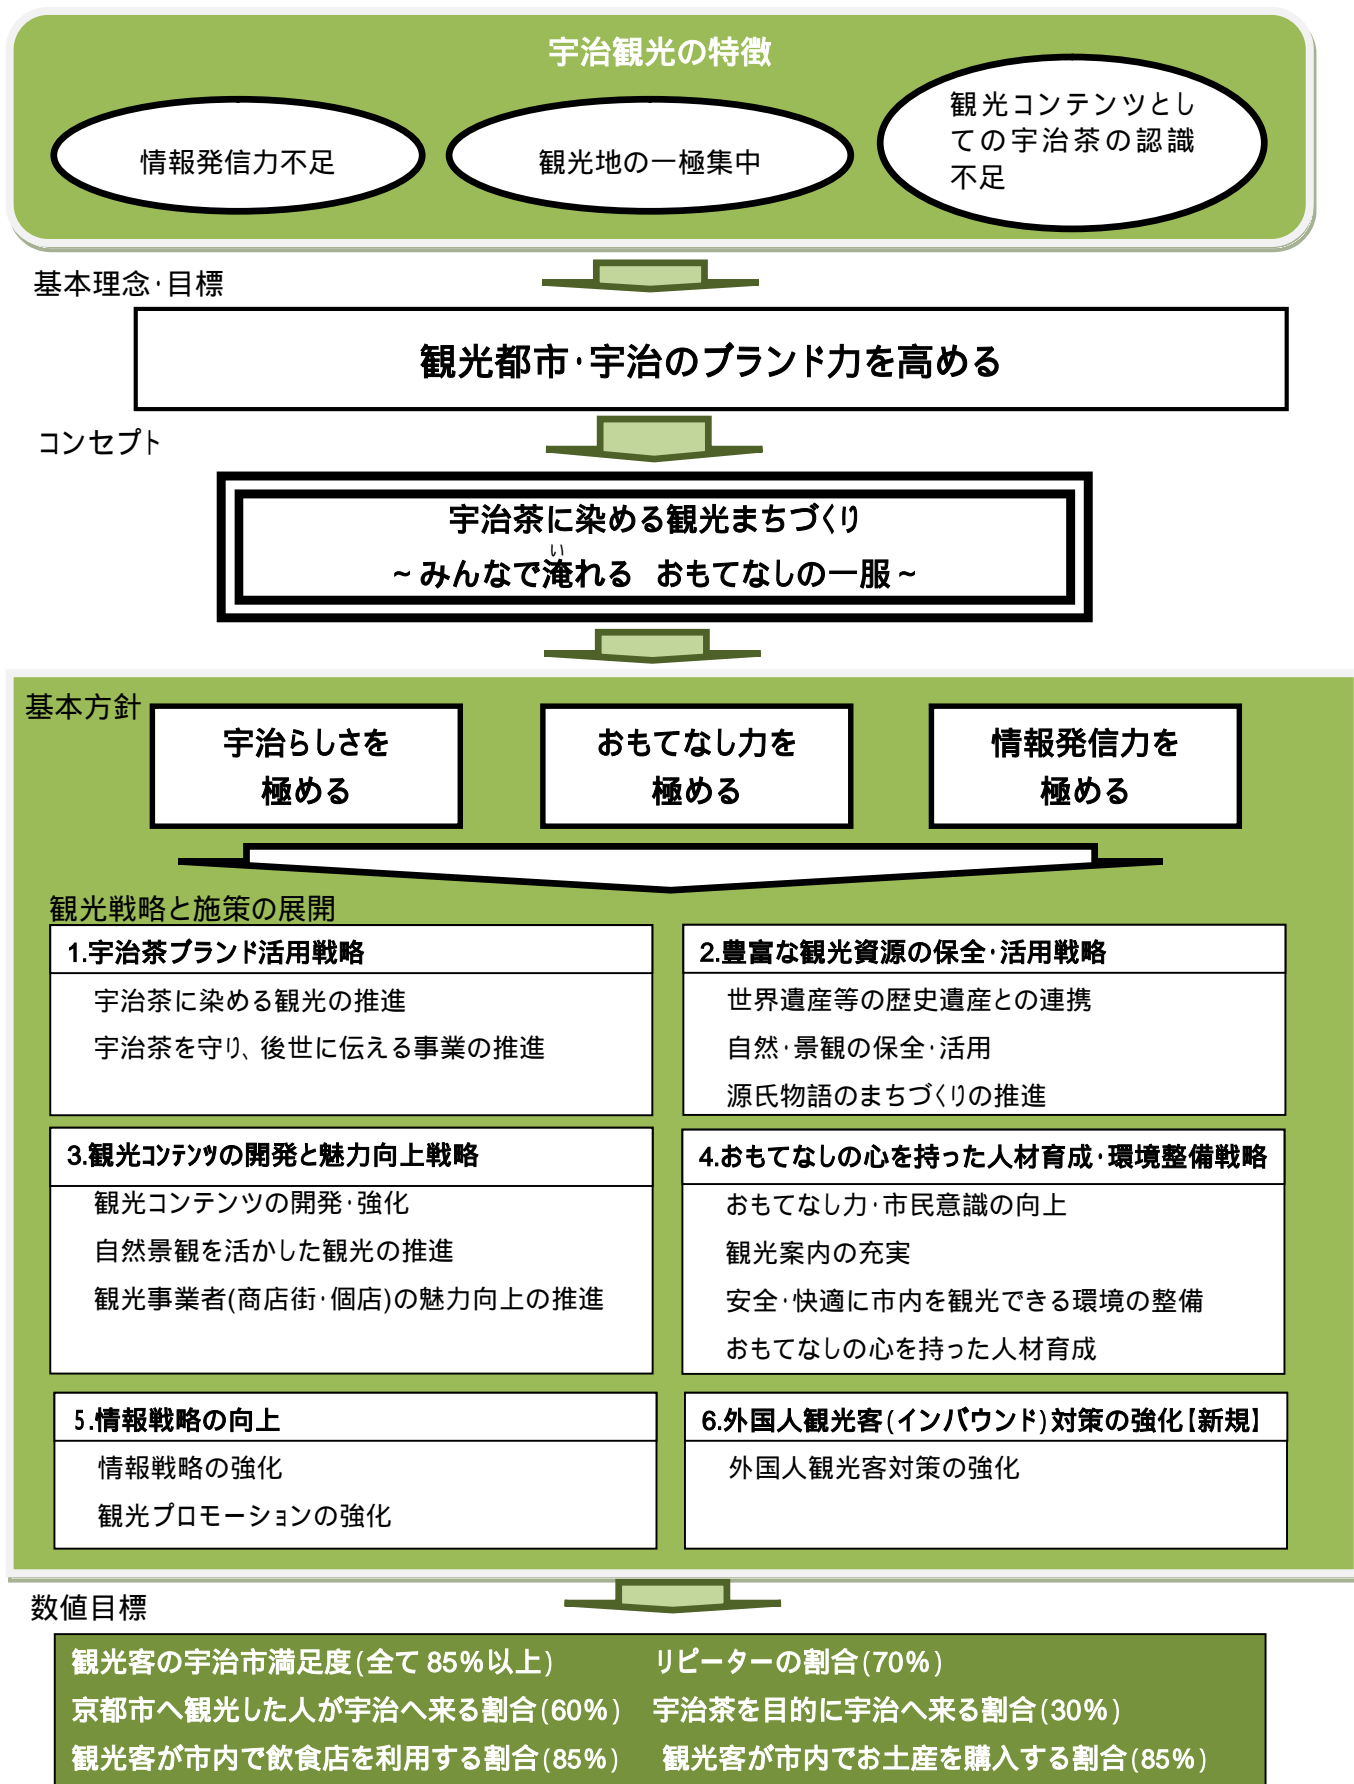 宇治観光の特徴
情報発信力不足
観光地の一極集中
観光コンテンツとし
ての宇治茶の認識
不足
基本理念･目標
観光都市･宇治のブランド力を高める
コンセプト
宇治茶に染める観光まちづくり
い
~みんなで淹れる おもてなしの一服~
基本方針
宇治らしさを
極める
おもてなし力を
極める
情報発信力を
極める
観光戦略と施策の展開
1.宇治茶ブランド活用戦略
宇治茶に染める観光の推進
宇治茶を守り、後世に伝える事業の推進
2.豊富な観光資源の保全･活用戦略
世界遺産等の歴史遺産との連携
自然･景観の保全･活用
源氏物語のまちづくりの推進
3.観光ｺﾝﾃﾝﾂの開発と魅力向上戦略
観光コンテンツの開発･強化
自然景観を活かした観光の推進
観光事業者(商店街･個店)の魅力向上の推進
4.おもてなしの心を持った人材育成･環境整備戦略
おもてなし力･市民意識の向上
観光案内の充実
安全･快適に市内を観光できる環境の整備
おもてなしの心を持った人材育成
5.情報戦略の向上
情報戦略の強化
観光プロモーションの強化
6.外国人観光客(インバウンド)対策の強化【新規】
外国人観光客対策の強化
数値目標
観光客の宇治市満足度(全て85%以上) リピーターの割合(70%)
京都市へ観光した人が宇治へ来る割合(60%) 宇治茶を目的に宇治へ来る割合(30%)
観光客が市内で飲食店を利用する割合(85%) 観光客が市内でお土産を購入する割合(85%)